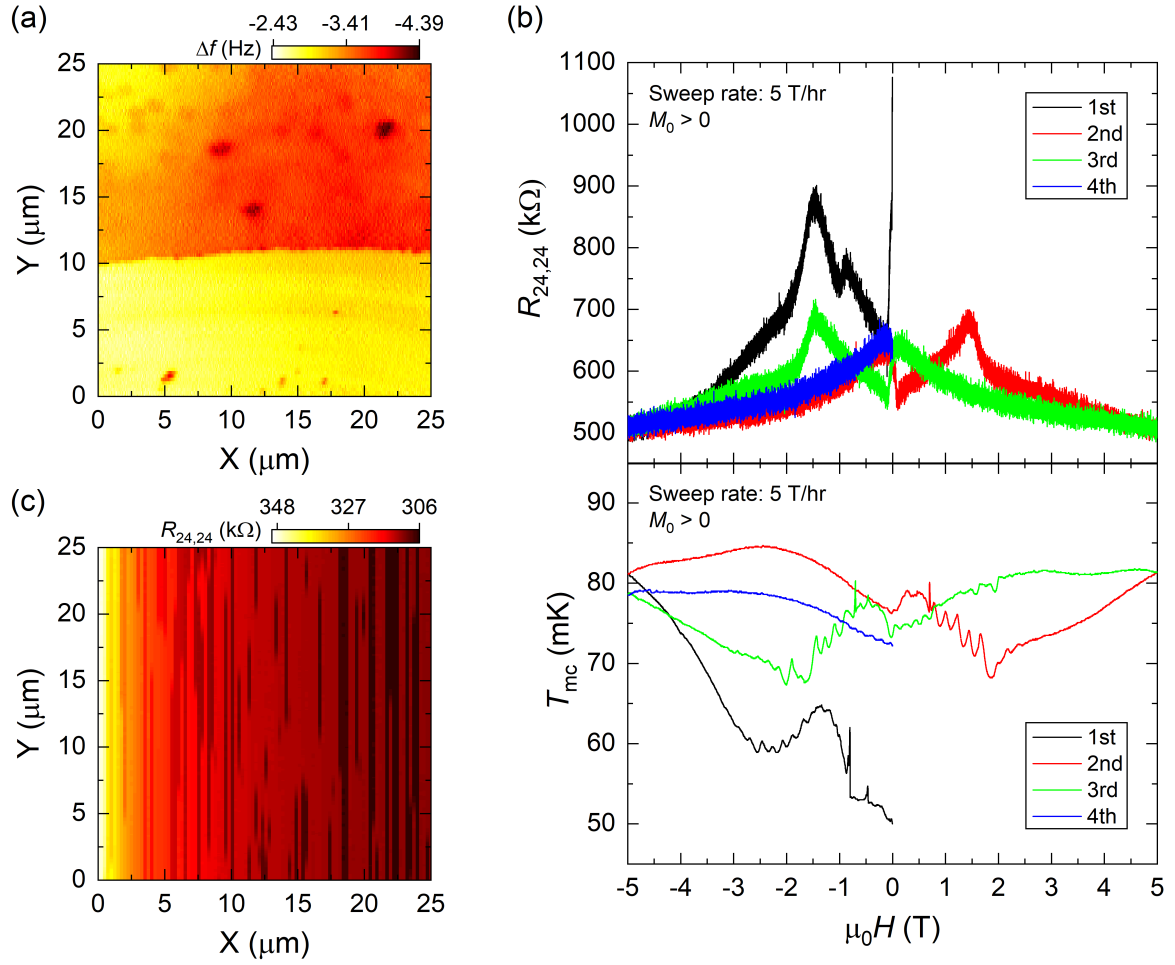 (a)
-2.43 -3.41 -4.39
Δf (Hz)
25
20
15
10
5
0
Y (μm)
0 5 10 15 20 25
X (μm)
(b)
1100
1000
900
800
700
600
500
R24,24 (kΩ)
Sweep rate: 5 T/hr
M0 > 0
1st
2nd
3rd
4th
90
80
70
60
50
Tmc (mK)
Sweep rate: 5 T/hr
M0 > 0
1st
2nd
3rd
4th
-5 -4 -3 -2 -1 0 1 2 3 4 5
μ0H (T)
(c)
348 327 306
R24,24 (kΩ)
25
20
15
10
5
0
Y (μm)
0 5 10 15 20 25
X (μm)